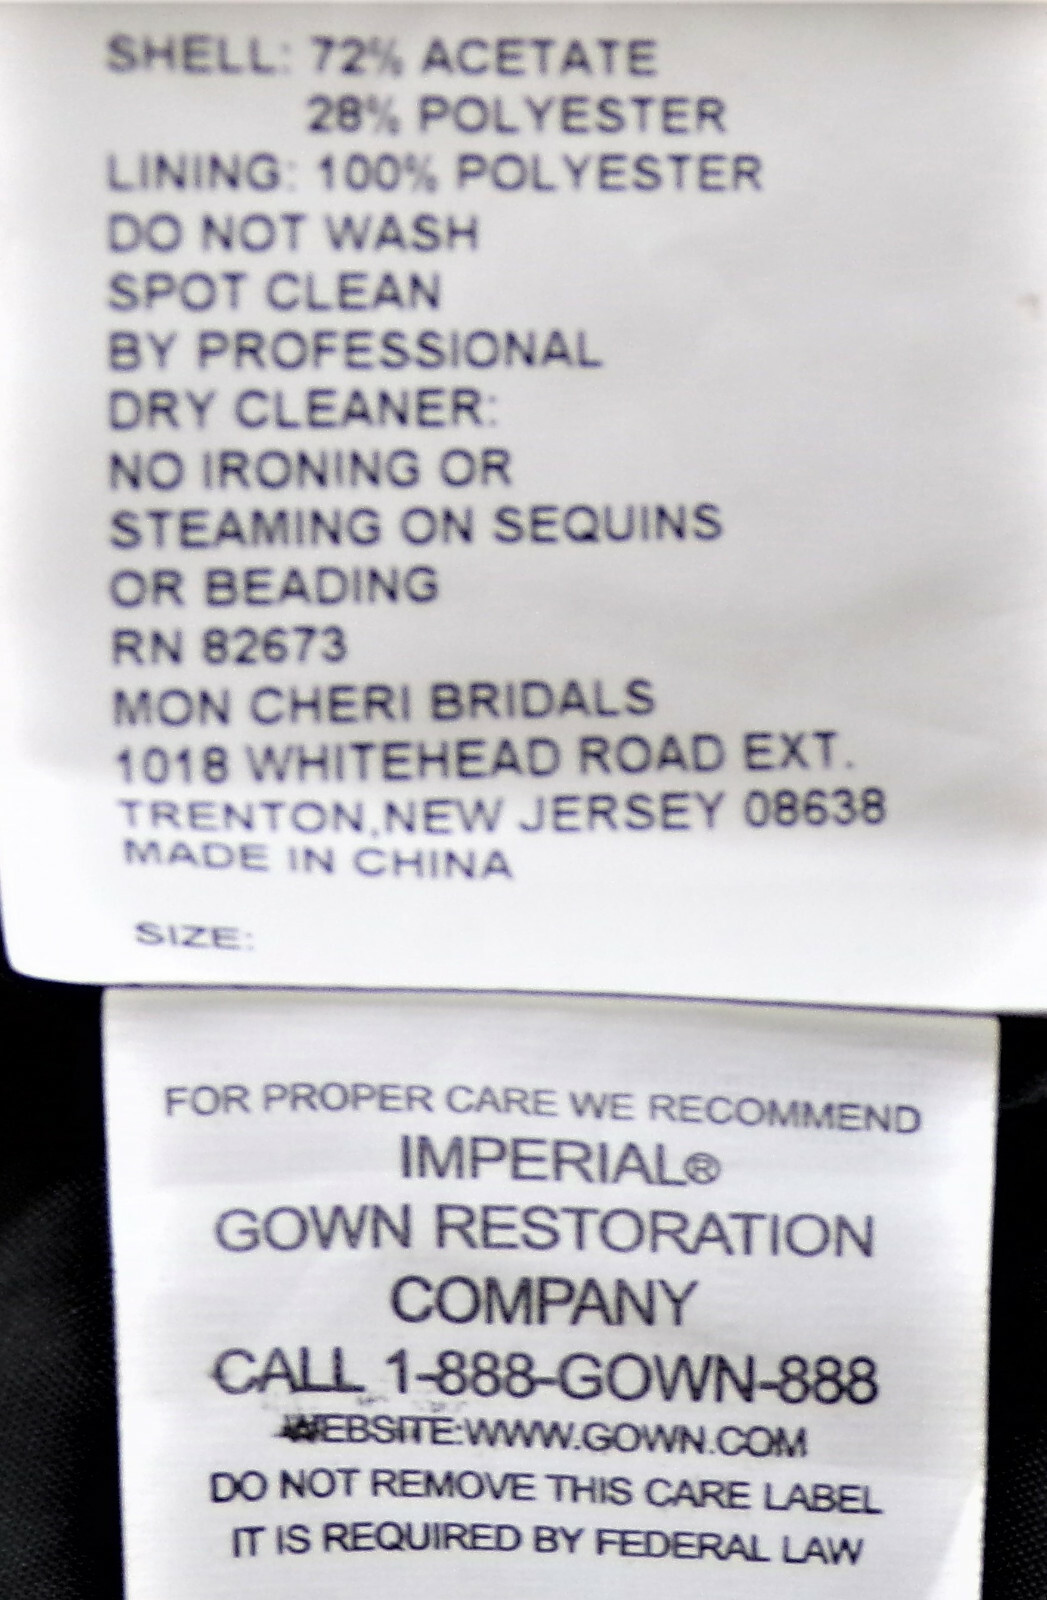 SHELL: 72% ACETATE
28% POLYESTER
LINING: 100% POLYESTER
DO NOT WASH
SPOT CLEAN
BY PROFESSIONAL
DRY CLEANER:
NO IRONING OR
STEAMING ON SEQUINS
OR BEADING
RN 82673
MON CHERI BRIDALS
1018 WHITEHEAD ROAD EXT.
TRENTON,NEW JERSEY 08638
MADE IN CHINA
SIZE:
FOR PROPER CARE WE RECOMMEND
IMPERIAL®
GOWN RESTORATION
COMPANY
CALL 1-888-GOWN-888
WEBSITE:WWW.GOWN.COM
DO NOT REMOVE THIS CARE LABEL
IT IS REQUIRED BY FEDERAL LAW